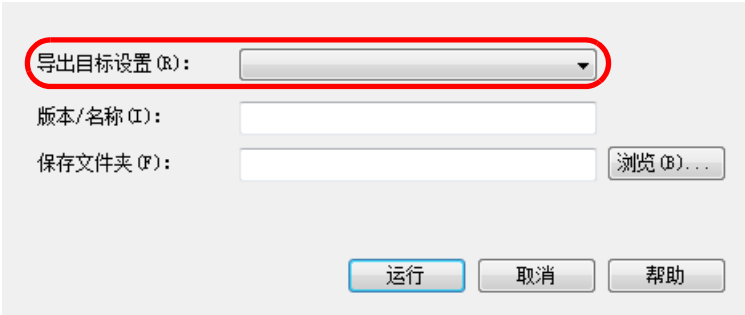 导出目标设置(R):
版本/名称(I):
保存文件夹(F):
浏览(B)...
运行 取消 帮助